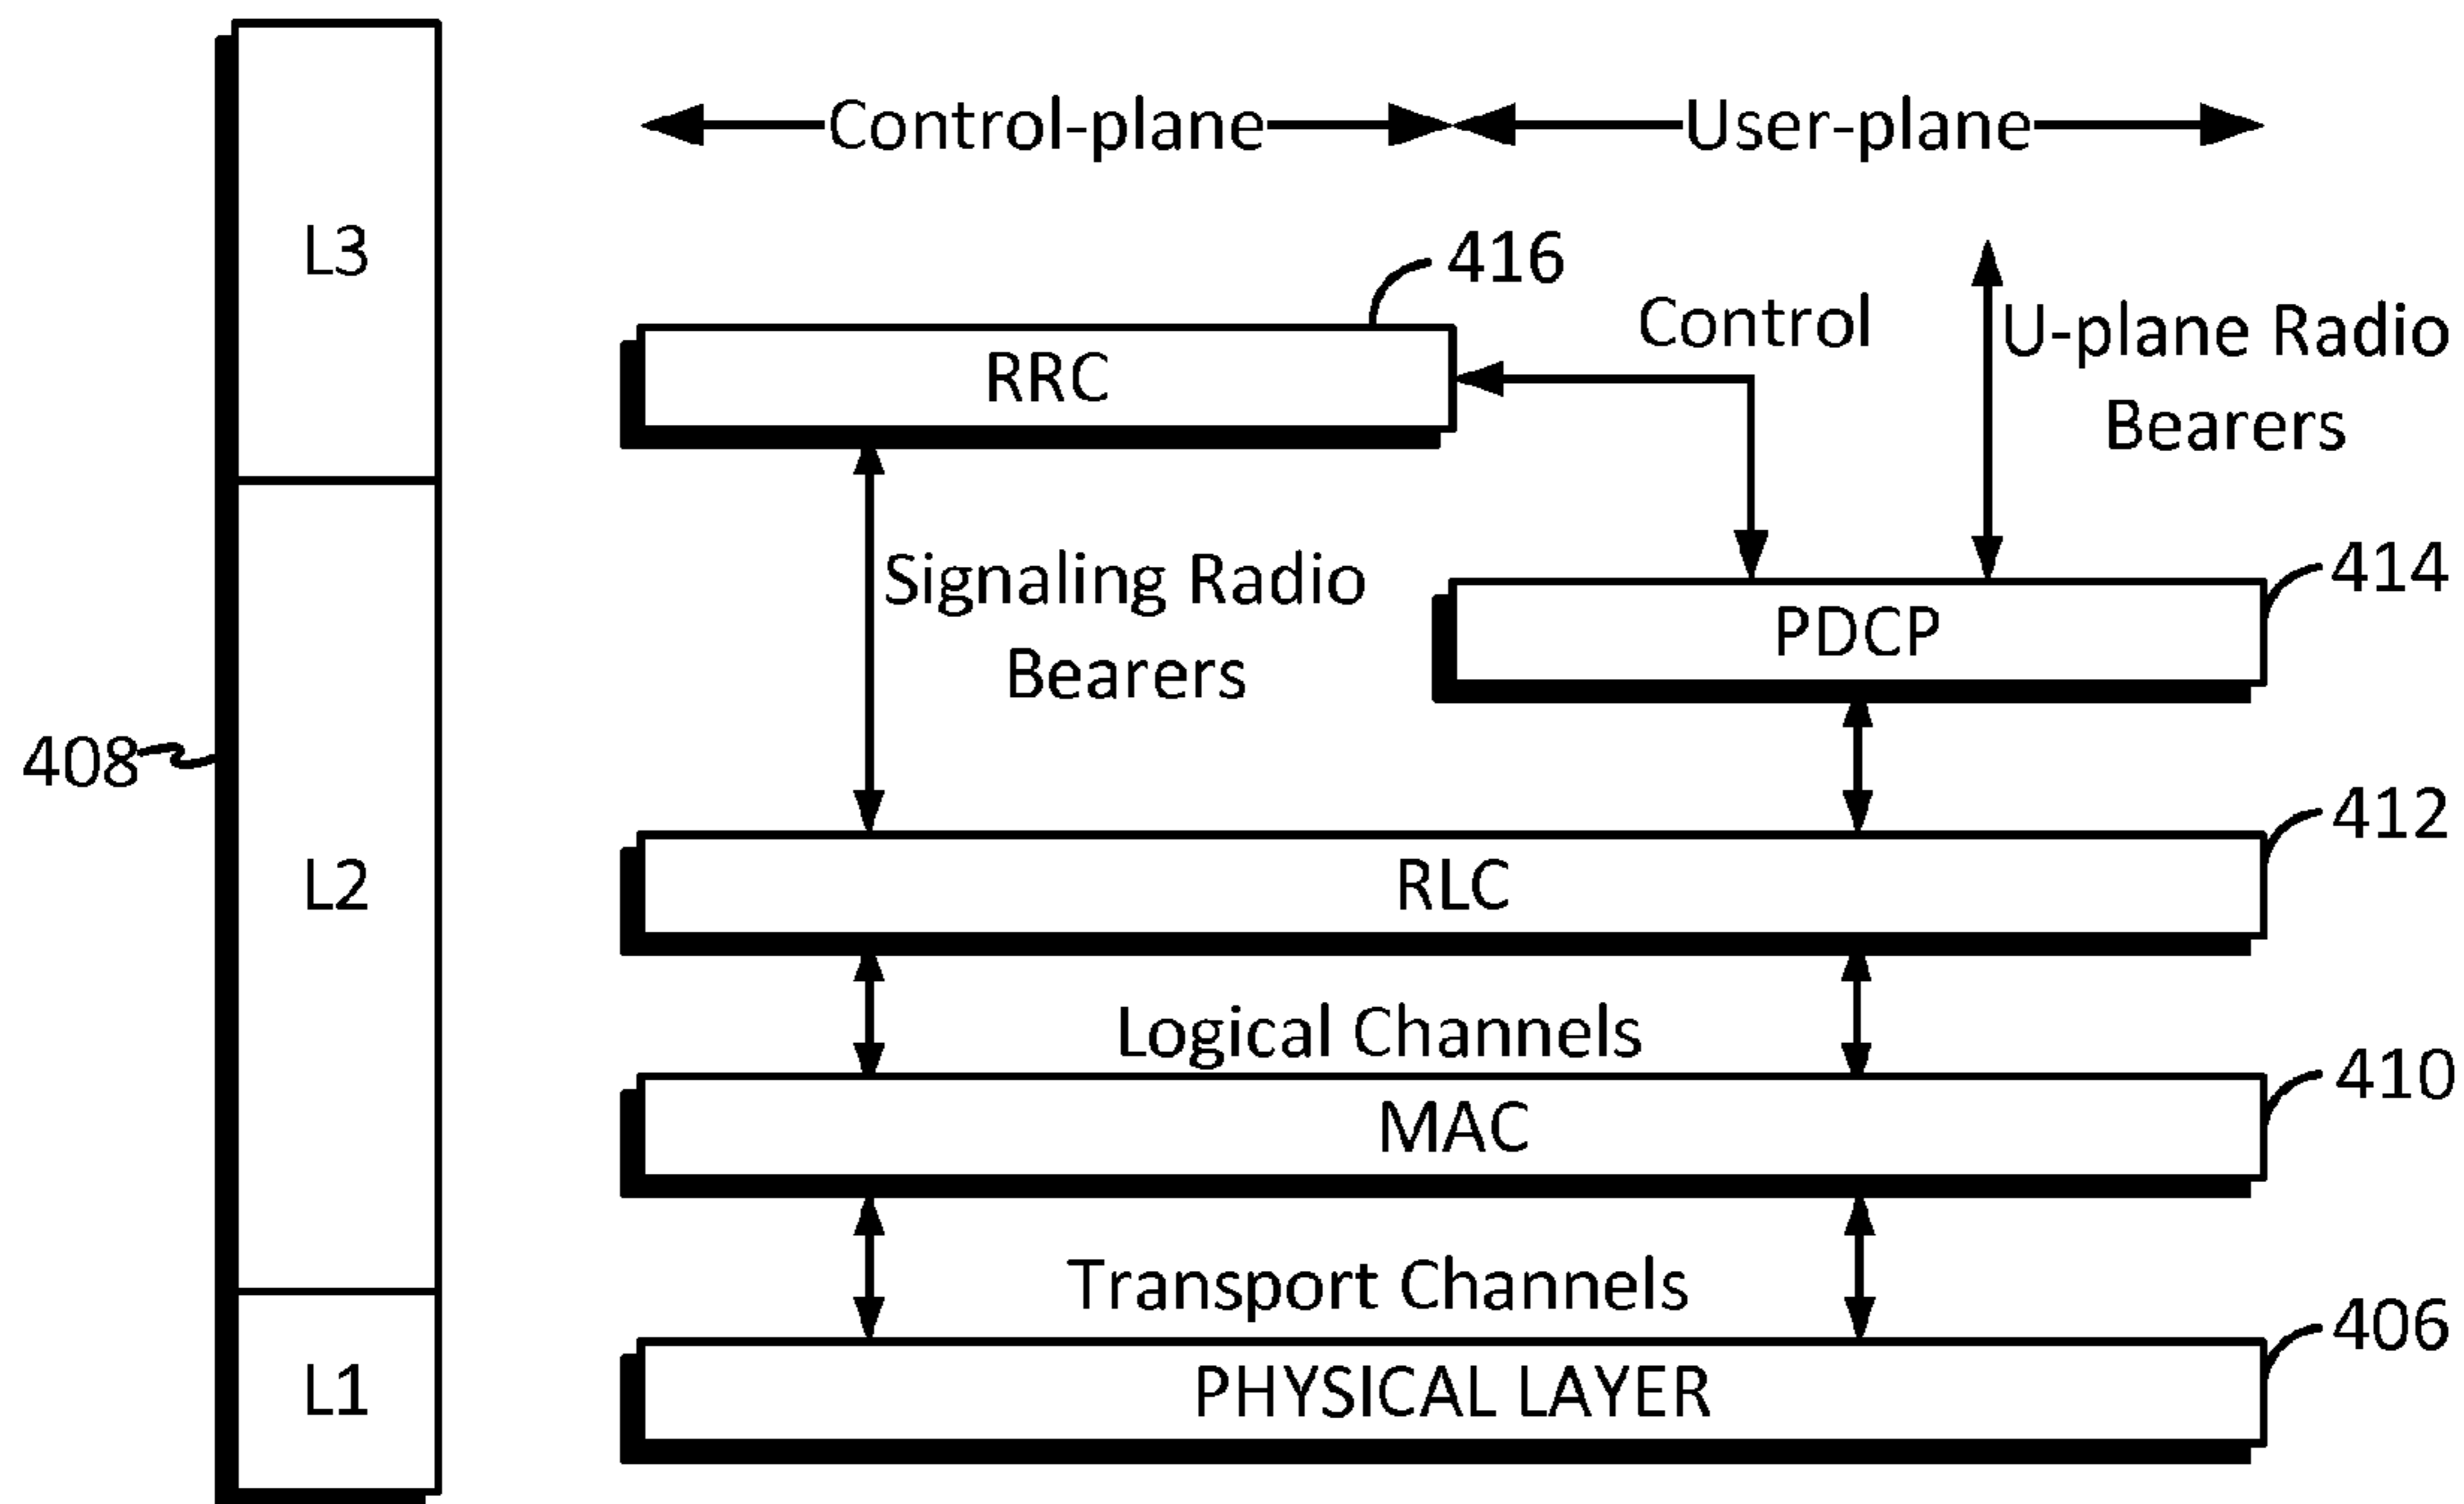 Control-plane
User-plane
L3
416
Control
U-plane Radio
Bearers
RRC
414
Signaling Radio
Bearers
PDCP
408
412
L2
RLC
Logical Channels
410
MAC
Transport Channels
406
L1
PHYSICAL LAYER